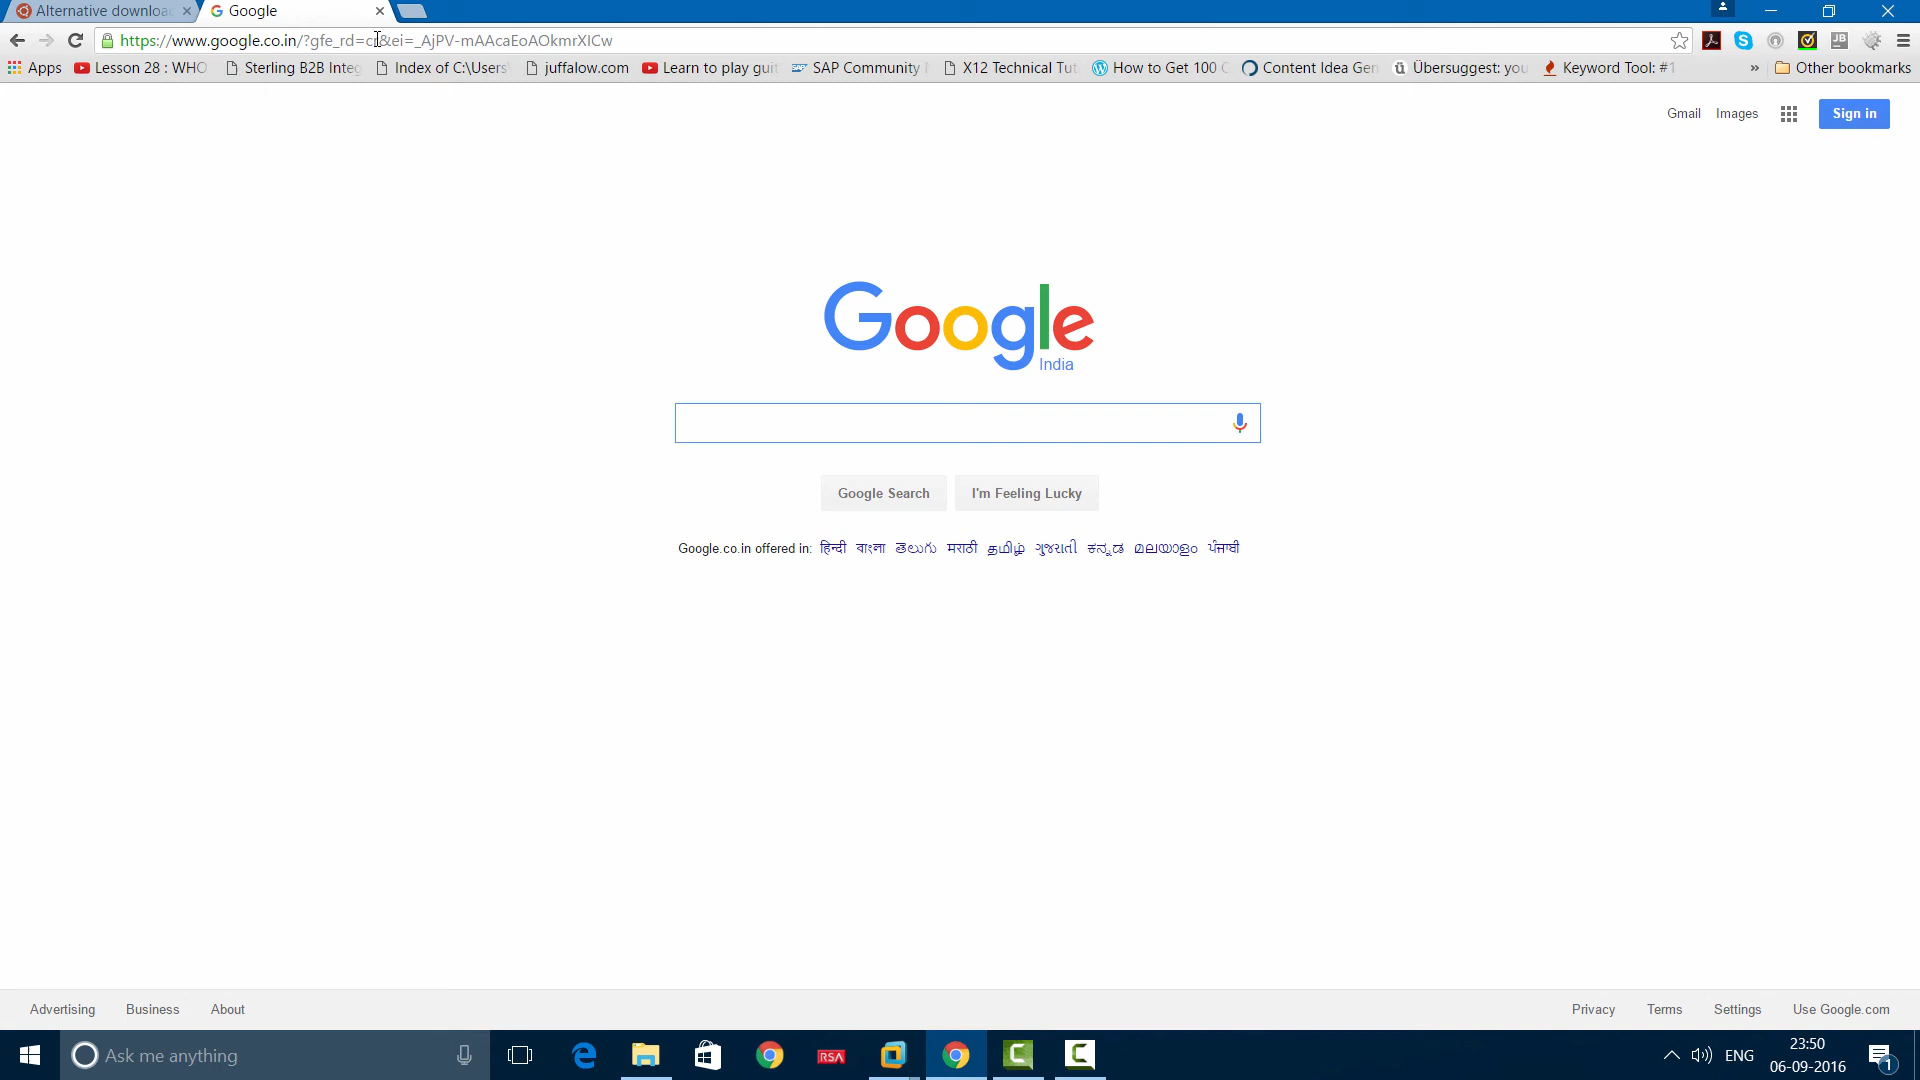 Alternative downloa
Google
https://www.google.co.in/?gfe_rd=cr&ei=_AjPV-mAAcaEoAOkmrXICw
Apps
Lesson 28 : WHO
Sterling B2B Integ
Index of C:\Users\
juffalow.com
Learn to play guit
SAP Community
X12 Technical Tut
How to Get 100
Content Idea Gen
Übersuggest: you
Keyword Tool: #1
»
Other bookmarks
JB
Gmail
Images
Sign in
Google
India
Google Search
I'm Feeling Lucky
Google.co.in offered in: हिन्दी বাংলা తెలుగు मराठी தமிழ் ગુજરાતી ಕನ್ನಡ മലയാളം ਪੰਜਾਬੀ
Advertising
Business
About
Privacy
Terms
Settings
Use Google.com
Ask me anything
RSA
ENG
23:50
06-09-2016
1